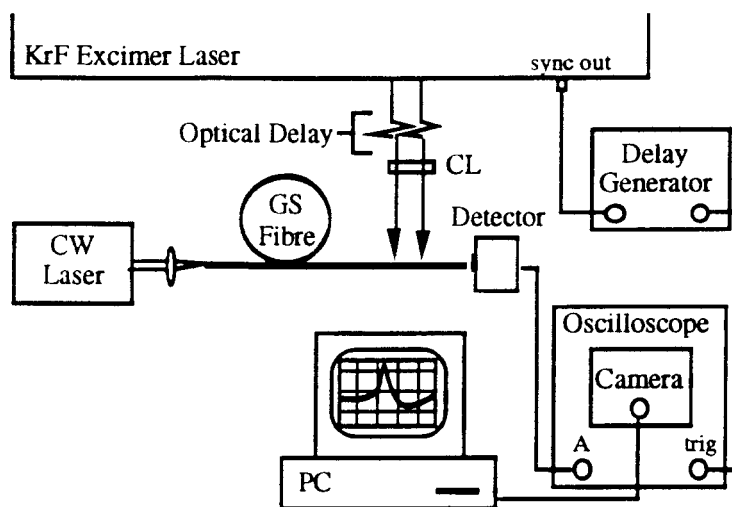 KrF Excimer Laser
sync out
Optical Delay
CL
Delay
Generator
GS
Fibre
Detector
CW
Laser
Oscilloscope
Camera
A
trig
PC